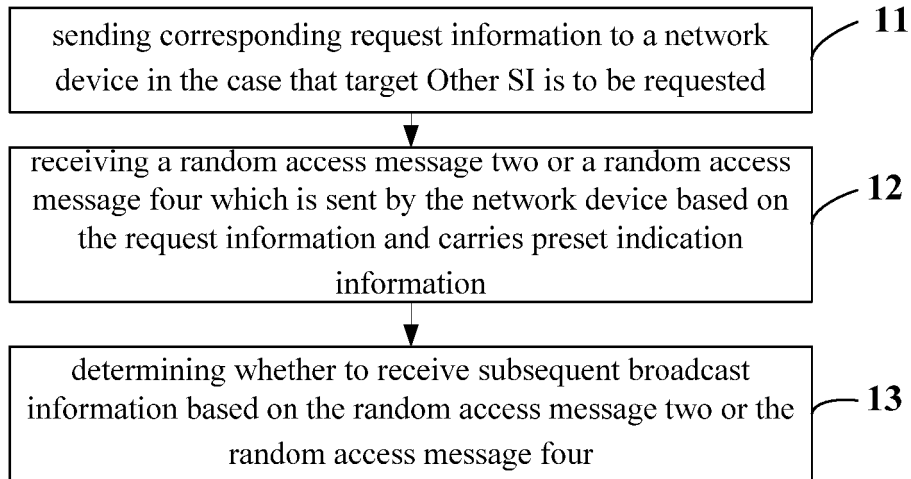 sending corresponding request information to a network
device in the case that target Other SI is to be requested
11
receiving a random access message two or a random access
message four which is sent by the network device based on
the request information and carries preset indication
information
12
determining whether to receive subsequent broadcast
information based on the random access message two or the
random access message four
13